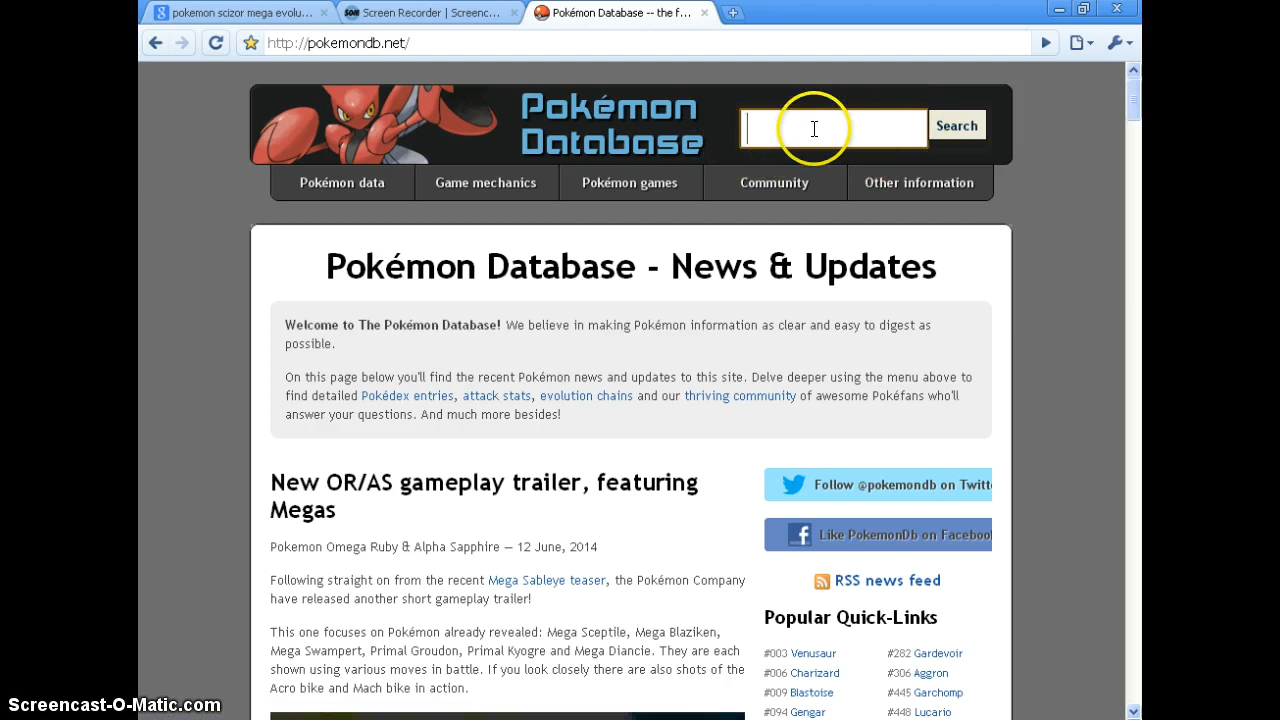 pokemon scizor mega evolu...
Screen Recorder | Screenc...
Pokémon Database -- the f...
http://pokemondb.net/
Pokémon
Database
Search
Pokémon data
Game mechanics
Pokémon games
Community
Other information
Pokémon Database - News & Updates
Welcome to The Pokémon Database! We believe in making Pokémon information as clear and easy to digest as
possible.
On this page below you'll find the recent Pokémon news and updates to this site. Delve deeper using the menu above to
find detailed Pokédex entries, attack stats, evolution chains and our thriving community of awesome Pokéfans who'll
answer your questions. And much more besides!
New OR/AS gameplay trailer, featuring
Megas
Pokemon Omega Ruby & Alpha Sapphire — 12 June, 2014
Following straight on from the recent Mega Sableye teaser, the Pokémon Company
have released another short gameplay trailer!
This one focuses on Pokémon already revealed: Mega Sceptile, Mega Blaziken,
Mega Swampert, Primal Groudon, Primal Kyogre and Mega Diancie. They are each
shown using various moves in battle. If you look closely there are also shots of the
Acro bike and Mach bike in action.
Follow @pokemondb on Twitt
Like PokemonDb on Faceboo
RSS news feed
Popular Quick-Links
#003 Venusaur
#282 Gardevoir
#006 Charizard
#306 Aggron
#009 Blastoise
#445 Garchomp
#094 Gengar
#448 Lucario
Screencast-O-Matic.com